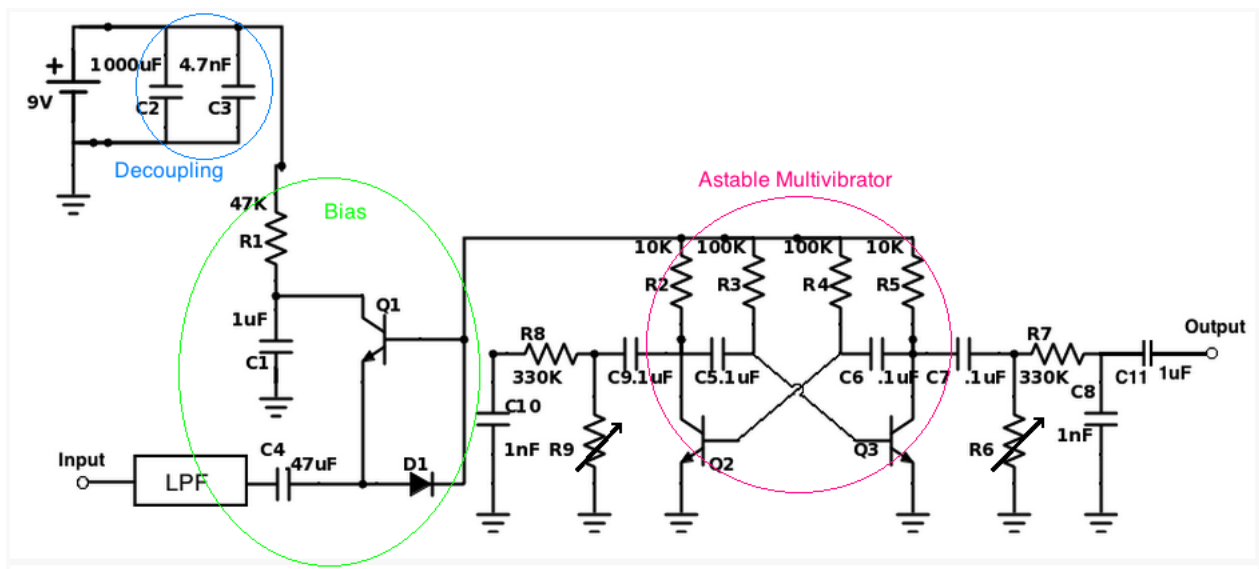 +
1000uF
4.7nF
9V
C2
C3
Decoupling
Astable Multivibrator
47K
Bias
R1
10K
100K
100K
10K
R2
R3
R4
R5
Q1
1uF
C1
R8
330K
C9
.1uF
C5
.1uF
C6
.1uF
C7
.1uF
R7
330K
Output
C11
1uF
C8
C10
1nF
R9
Q2
Q3
R6
1nF
Input
LPF
C4
.47uF
D1